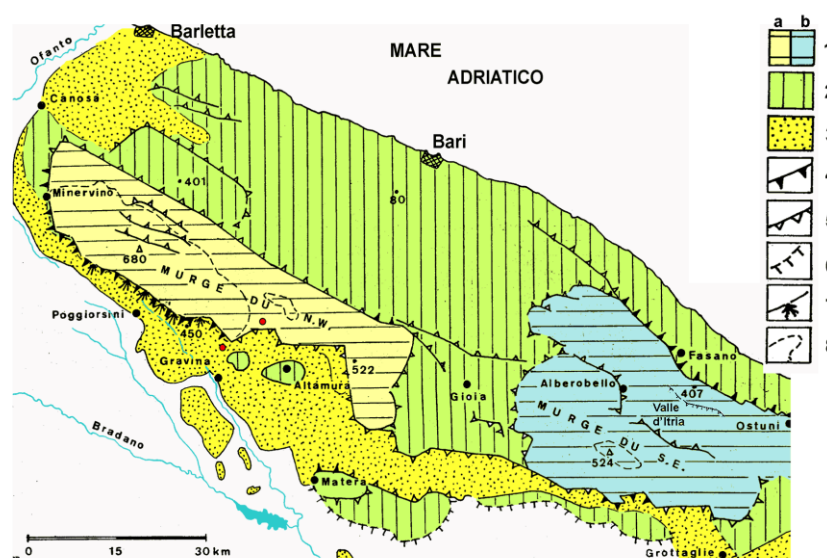 a b
Barletta
Ofanto
MARE
ADRIATICO
Canosa
Bari
401
80
Minervino
680
MURGE DU N.W.
Poggiorsini
450
Gravina
Altamura
522
Gioia
Fasano
Alberobello
407
Valle
d'Itria
Ostuni
MURGE DU S.E.
524
Bradano
Matera
Grottaglie
0 15 30 km